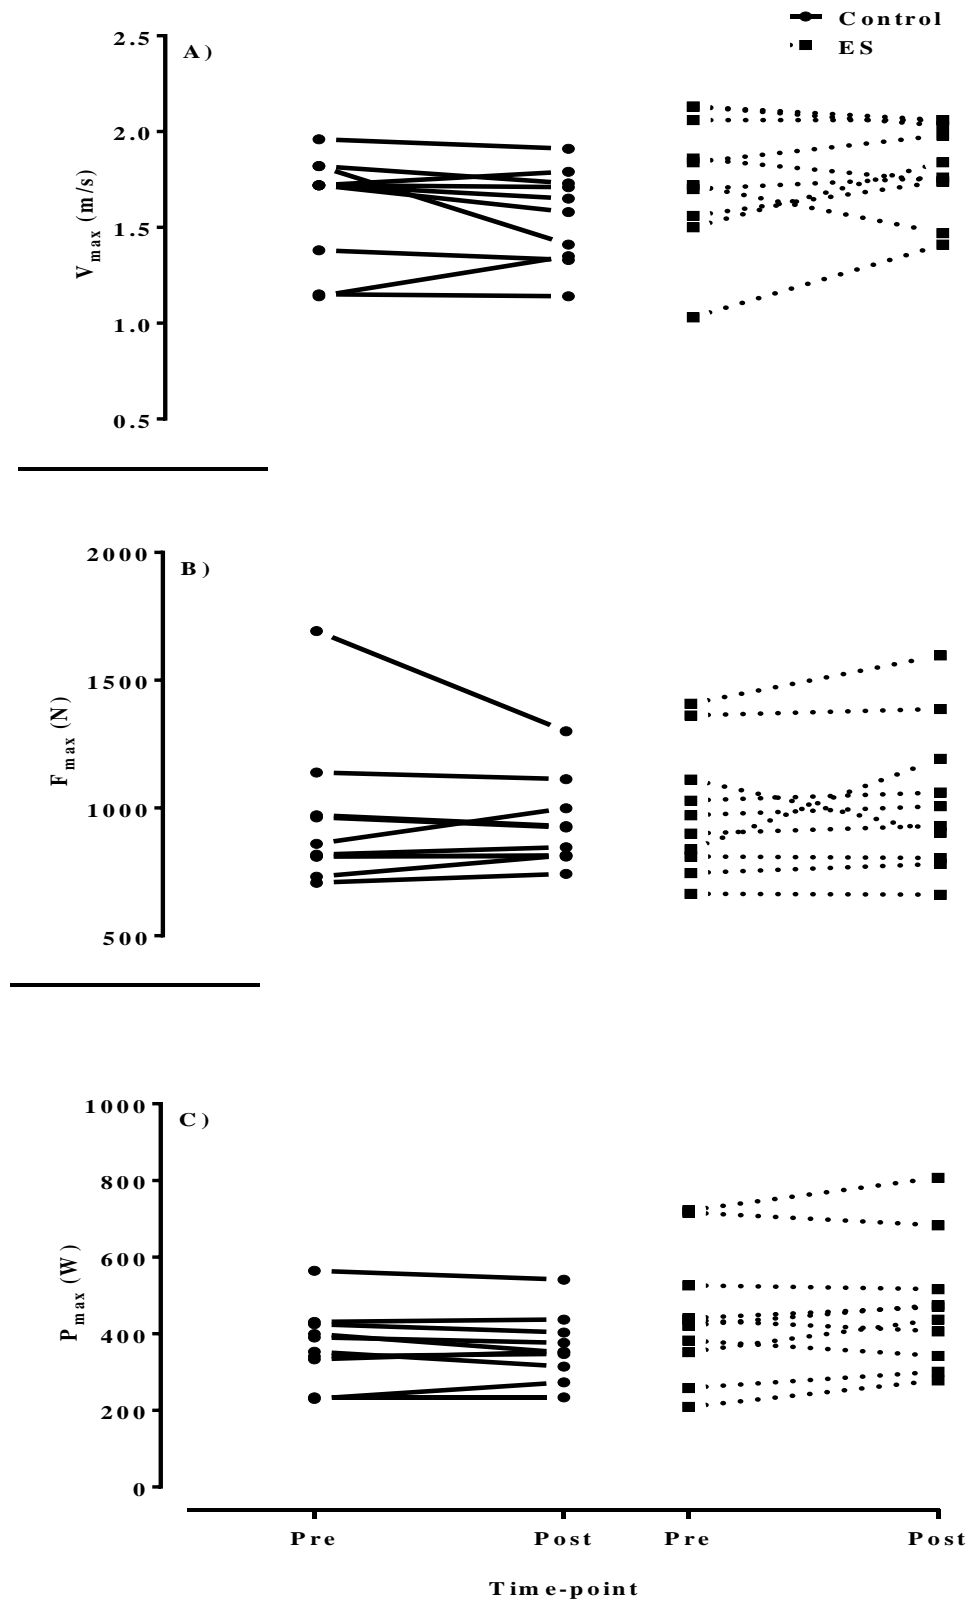 Control
ES
A)
2.5
2.0
1.5
1.0
0.5
Vmax (m/s)
B)
2000
1500
1000
500
Fmax (N)
C)
1000
800
600
400
200
0
Pmax (W)
Pre Post Pre Post
Time-point